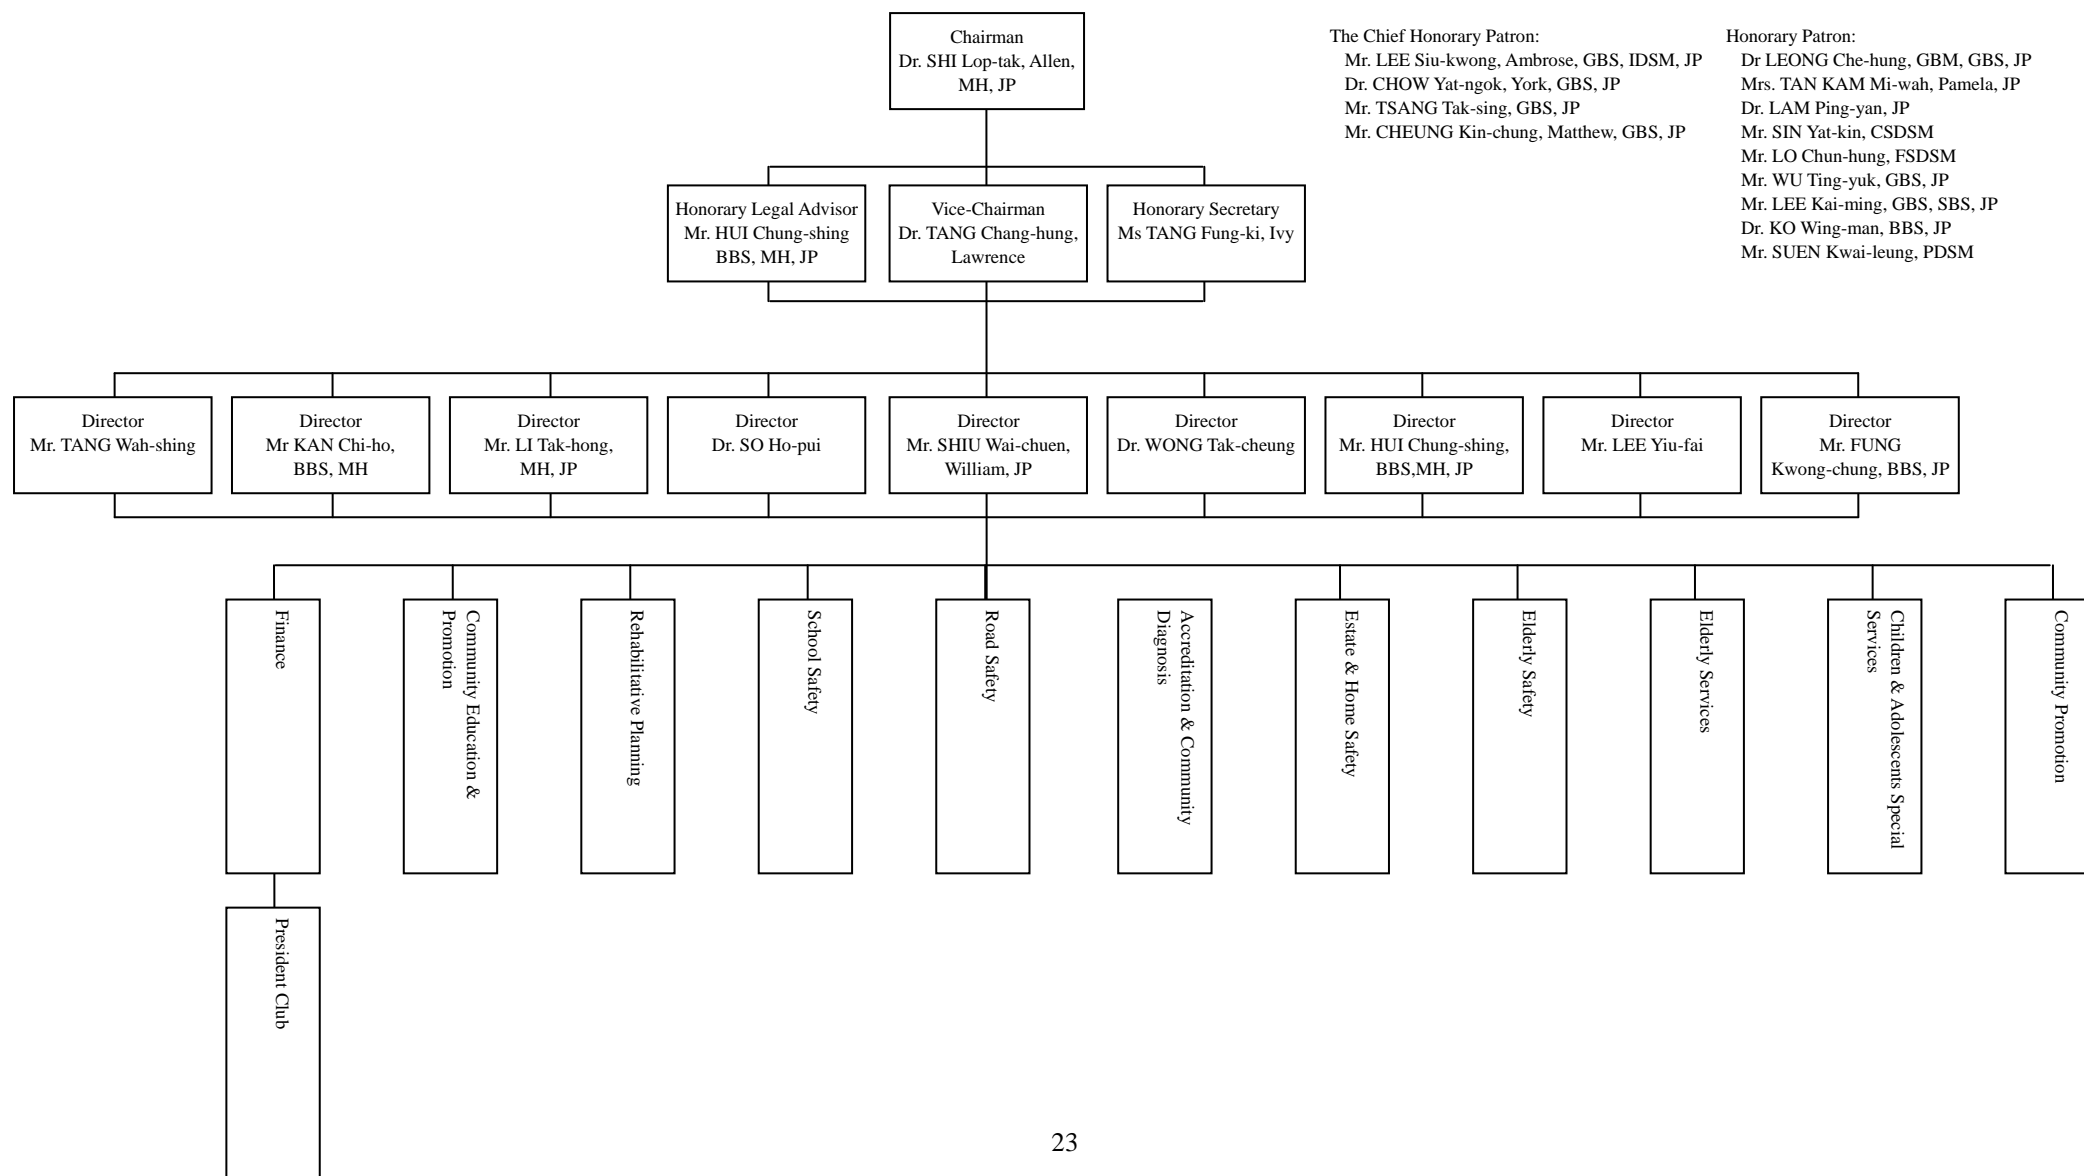 Chairman
Dr. SHI Lop-tak, Allen,
MH, JP
The Chief Honorary Patron:
Mr. LEE Siu-kwong, Ambrose, GBS, IDSM, JP
Dr. CHOW Yat-ngok, York, GBS, JP
Mr. TSANG Tak-sing, GBS, JP
Mr. CHEUNG Kin-chung, Matthew, GBS, JP
Honorary Patron:
Dr LEONG Che-hung, GBM, GBS, JP
Mrs. TAN KAM Mi-wah, Pamela, JP
Dr. LAM Ping-yan, JP
Mr. SIN Yat-kin, CSDSM
Mr. LO Chun-hung, FSDSM
Mr. WU Ting-yuk, GBS, JP
Mr. LEE Kai-ming, GBS, SBS, JP
Dr. KO Wing-man, BBS, JP
Mr. SUEN Kwai-leung, PDSM
Honorary Legal Advisor
Mr. HUI Chung-shing
BBS, MH, JP
Vice-Chairman
Dr. TANG Chang-hung,
Lawrence
Honorary Secretary
Ms TANG Fung-ki, Ivy
Director
Mr. TANG Wah-shing
Director
Mr KAN Chi-ho,
BBS, MH
Director
Mr. LI Tak-hong,
MH, JP
Director
Dr. SO Ho-pui
Director
Mr. SHIU Wai-chuen,
William, JP
Director
Dr. WONG Tak-cheung
Director
Mr. HUI Chung-shing,
BBS,MH, JP
Director
Mr. LEE Yiu-fai
Director
Mr. FUNG
Kwong-chung, BBS, JP
Finance
Community Education &
Promotion
Rehabilitative Planning
School Safety
Road Safety
Accreditation & Community
Diagnosis
Estate & Home Safety
Elderly Safety
Elderly Services
Children & Adolescents Special
Services
Community Promotion
President Club
23